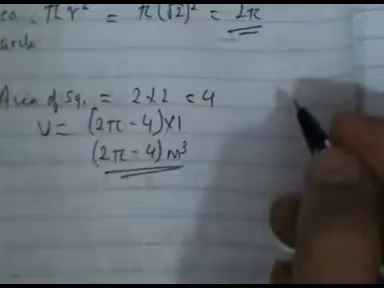 πr² = π(√2)² = 2π
Area of Sq. = 2×2 = 4
V = (2π - 4)×1
(2π - 4) m³